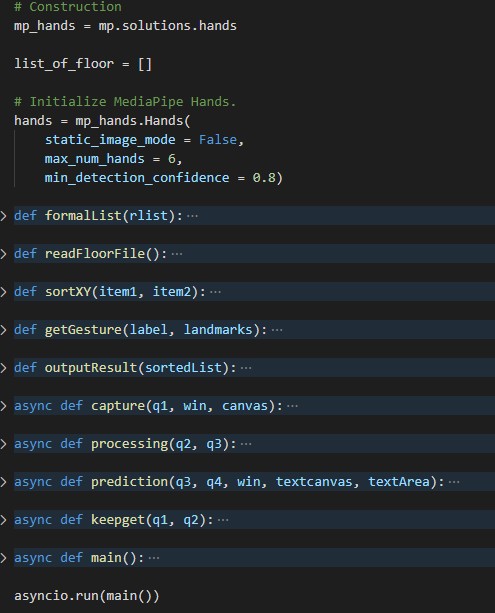 # Construction
mp_hands = mp.solutions.hands
list_of_floor = []
# Initialize MediaPipe Hands.
hands = mp_hands.Hands(
static_image_mode = False,
max_num_hands = 6,
min_detection_confidence = 0.8)
> def formalList(rlist):···
> def readFloorFile():···
> def sortXY(item1, item2):···
> def getGesture(label, landmarks):···
> def outputResult(sortedList):···
> async def capture(q1, win, canvas):···
> async def processing(q2, q3):···
> async def prediction(q3, q4, win, textcanvas, textArea):···
> async def keepget(q1, q2):···
> async def main():···
asyncio.run(main())